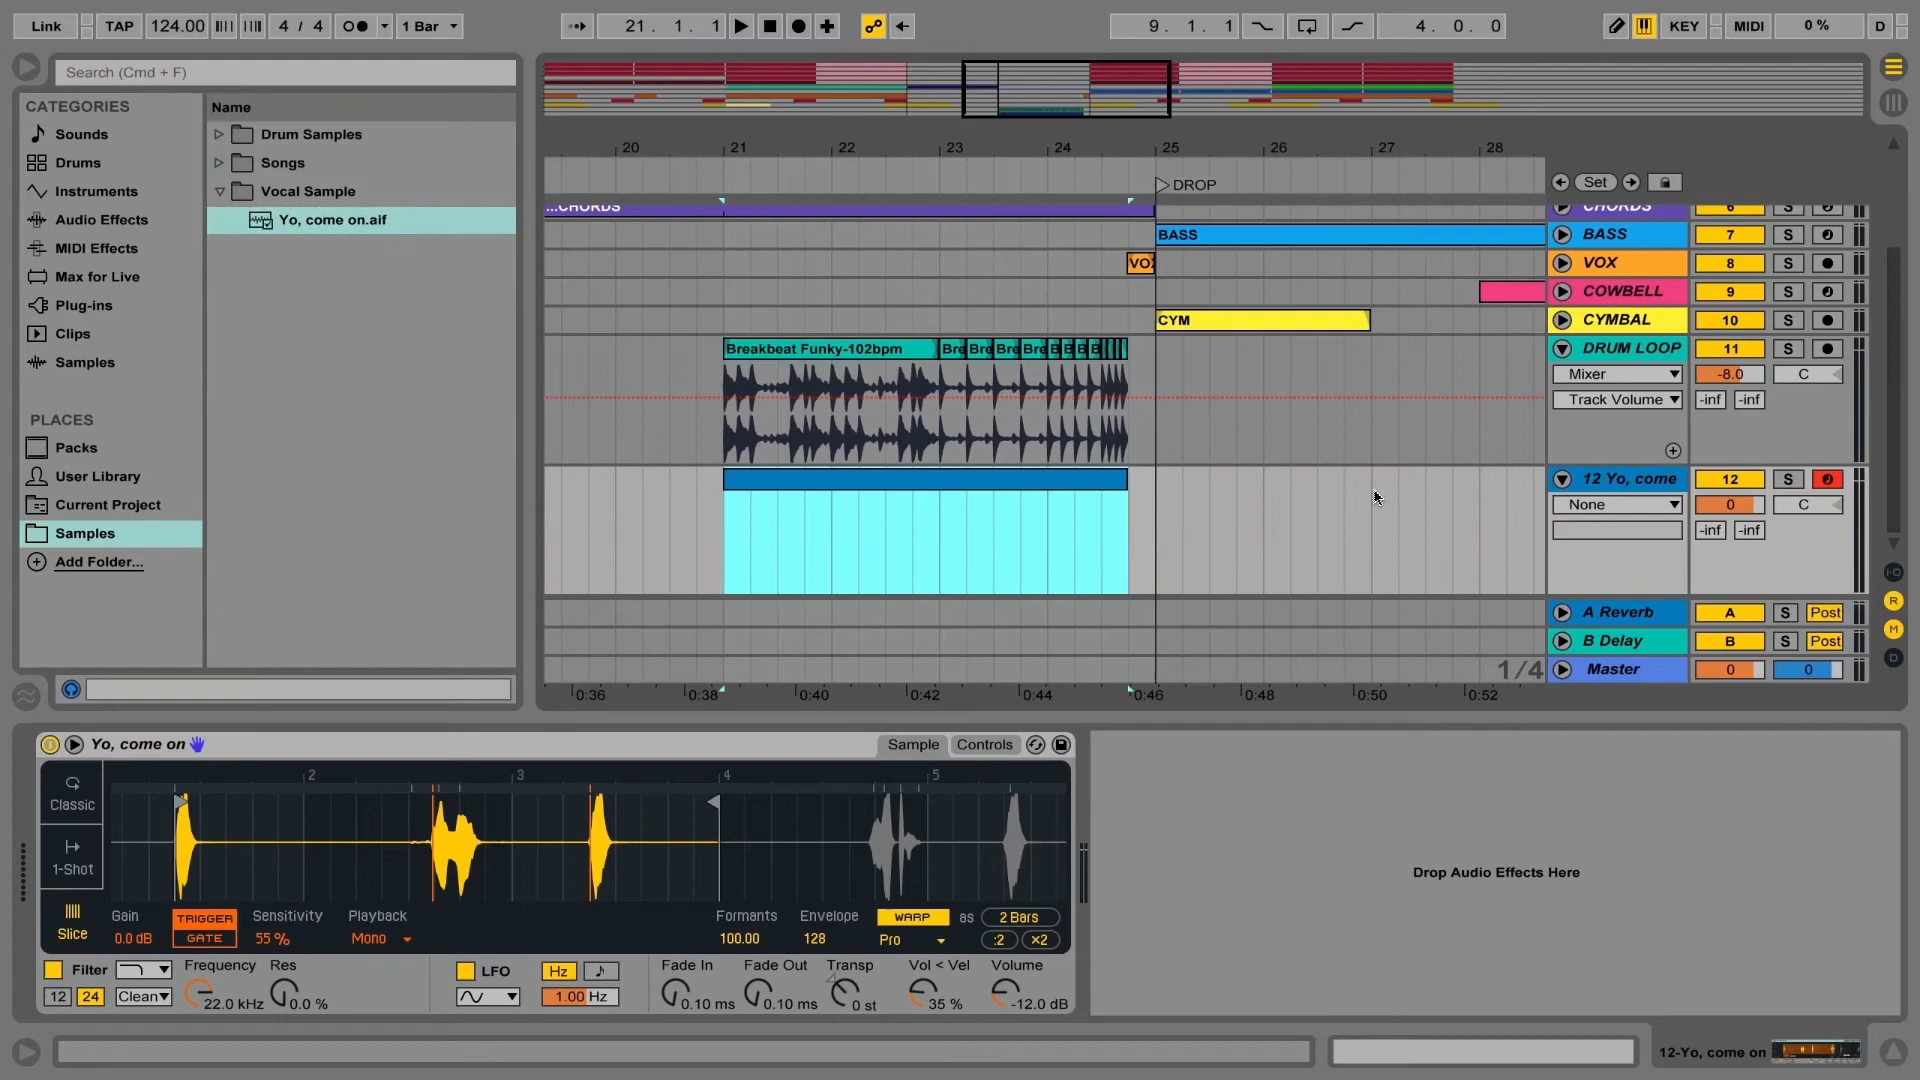 Link TAP 124.00 4 / 4 1 Bar 21. 1. 1 9. 1. 1 4. 0. 0 KEY MIDI 0 % D
Search (Cmd + F)
CATEGORIES
Sounds
Drums
Instruments
Audio Effects
MIDI Effects
Max for Live
Plug-ins
Clips
Samples
PLACES
Packs
User Library
Current Project
Samples
Add Folder...
Name
Drum Samples
Songs
Vocal Sample
Yo, come on.aif
20 21 22 23 24 25 26 27 28
DROP
Set
...CHORDS
CHORDS 6 S
BASS
BASS 7 S
VOX 8 S
COWBELL 9 S
CYM
CYMBAL 10 S
Breakbeat Funky-102bpm Bre Bre Bre Bre B B B B
DRUM LOOP 11 S
Mixer -8.0 C
Track Volume -inf -inf
12 Yo, come 12 S
None 0 C
-inf -inf
A Reverb A S Post
B Delay B S Post
1/4
Master 0 0
0:36 0:38 0:40 0:42 0:44 0:46 0:48 0:50 0:52
I·O
R
M
D
Yo, come on
Sample Controls
2 3 4 5
Classic
1-Shot
Slice
Gain
0.0 dB
TRIGGER
GATE
Sensitivity
55 %
Playback
Mono
Formants
100.00
Envelope
128
WARP as 2 Bars
Pro :2 ×2
Filter
12 24 Clean
Frequency
22.0 kHz
Res
0.0 %
LFO Hz
1.00 Hz
Fade In
0.10 ms
Fade Out
0.10 ms
Transp
0 st
Vol < Vel
35 %
Volume
-12.0 dB
Drop Audio Effects Here
12-Yo, come on